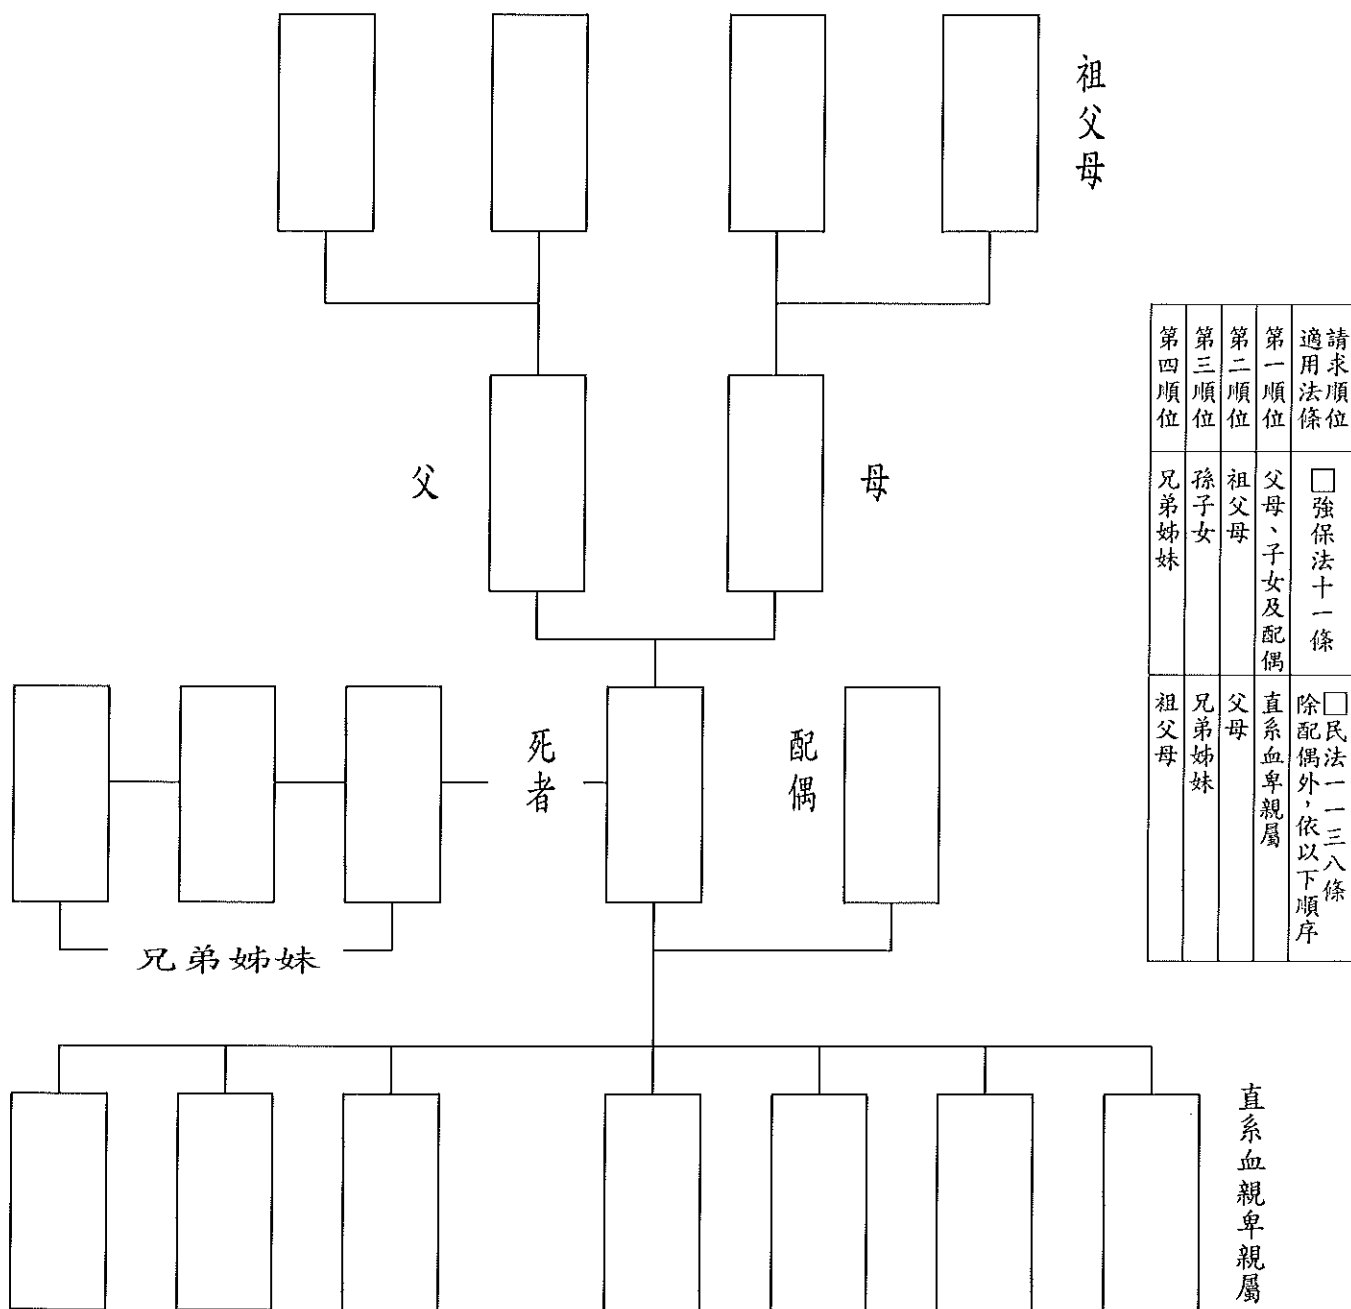 祖父母
父
母
死者
配偶
兄弟姊妹
直系血親卑親屬
請求順位
適用法條
□強保法十一條
□民法一一三八條
除配偶外，依以下順序
第一順位
父母、子女及配偶
直系血卑親屬
第二順位
祖父母
父母
第三順位
孫子女
兄弟姊妹
第四順位
兄弟姊妹
祖父母